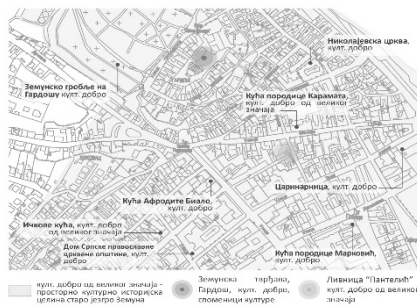 Николајевска црква,
култ. добро
Земунско гробље на
Гардошу култ. добро
Кућа породице Карамата,
култ. добро од великог
значаја
Царинарница, култ. добро
Кућа Афродите Биало,
култ. добро
Ичкова кућа, култ. добро
од великог значаја
Дом Српске православне
црквене општине, култ.
добро
Кућа породице Марковић,
култ. добро
култ. добро од великог значаја -
просторно културно историјска
целина старо језгро Земуна
Земунска тврђава,
Гардош, култ. добро,
споменици културе
Ливница "Пантелић"
култ. добро од великог
значаја